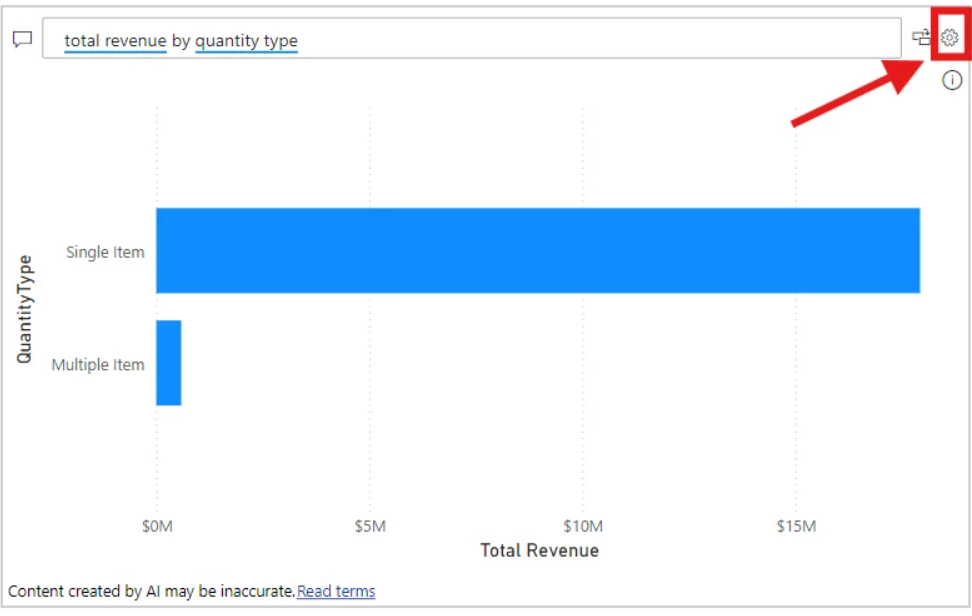 total revenue by quantity type
QuantityType
Single Item
Multiple Item
$0M $5M $10M $15M
Total Revenue
Content created by AI may be inaccurate. Read terms